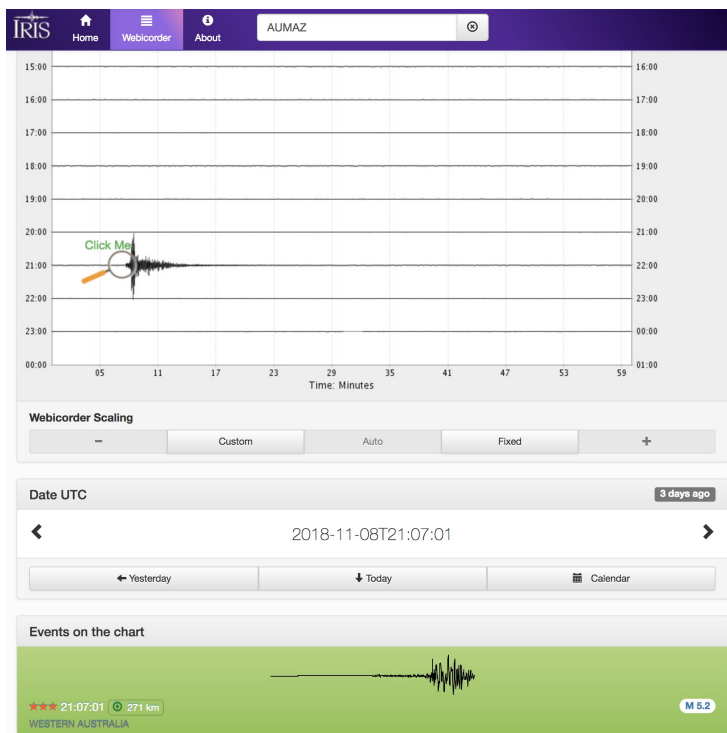 IRIS Home Webicorder About AUMAZ
15:00 16:00
16:00 17:00
17:00 18:00
18:00 19:00
19:00 20:00
20:00 21:00
Click Me
21:00 22:00
22:00 23:00
23:00 00:00
00:00 01:00
05 11 17 23 29 35 41 47 53 59
Time: Minutes
Webicorder Scaling
− Custom Auto Fixed +
Date UTC 3 days ago
2018-11-08T21:07:01
Yesterday Today Calendar
Events on the chart
21:07:01 271 km M 5.2
WESTERN AUSTRALIA